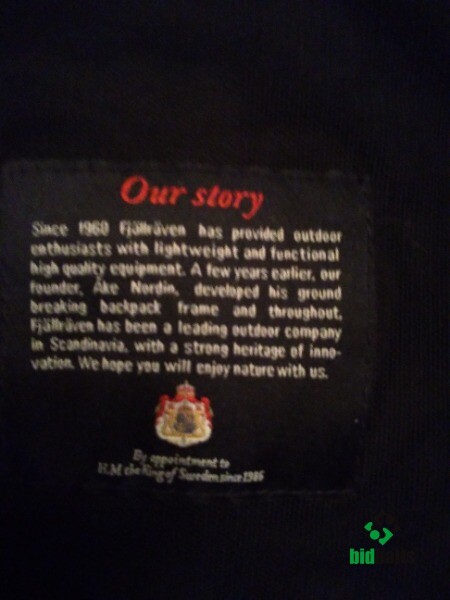 Our story
Since 1960 Fjällräven has provided outdoor
enthusiasts with lightweight and functional
high quality equipment. A few years earlier, our
founder, Åke Nordin, developed his ground
breaking backpack frame and throughout,
Fjällräven has been a leading outdoor company
in Scandinavia, with a strong heritage of inno-
vation. We hope you will enjoy nature with us.
By appointment to
H.M the King of Sweden since 1986
bid